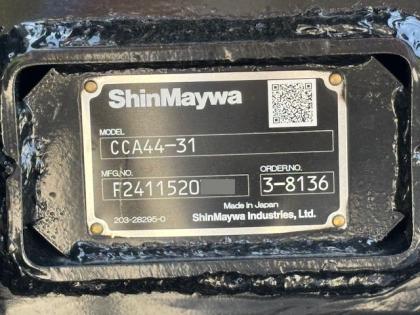 ShinMaywa
MODEL
CCA44-31
MFG.NO. ORDER.NO.
F2411520 3-8136
Made in Japan
203-28295-0 ShinMaywa Industries, Ltd.